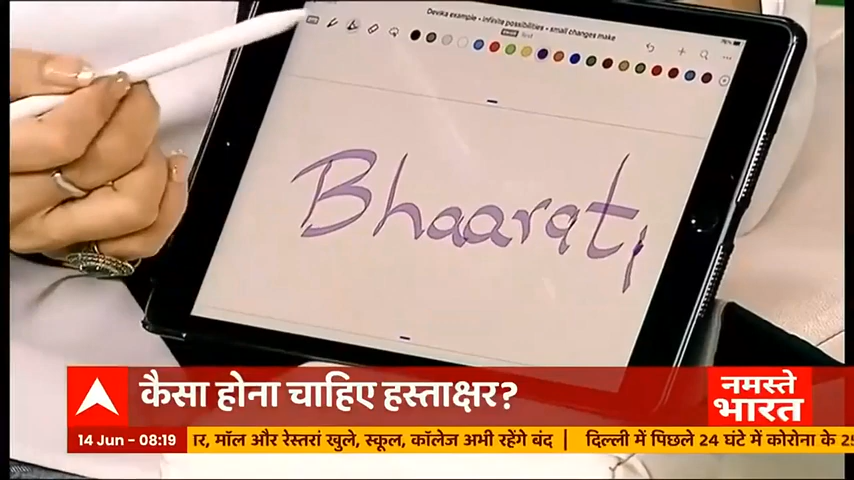 Devika example • infinite possibilities • small changes make
76%
Bhaarati
कैसा होना चाहिए हस्ताक्षर?
नमस्ते
भारत
14 Jun - 08:19
ार, मॉल और रेस्तरां खुले, स्कूल, कॉलेज अभी रहेंगे बंद | दिल्ली में पिछले 24 घंटे में कोरोना के